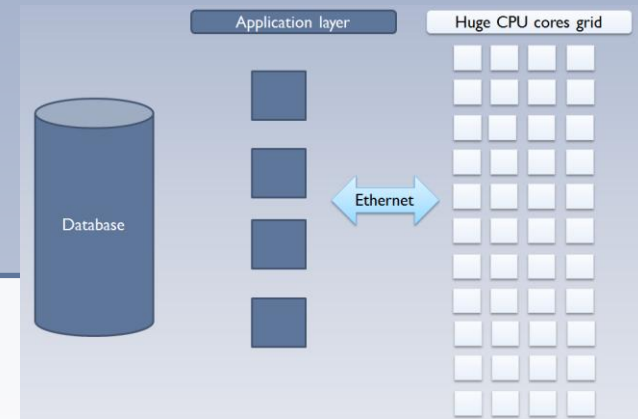 Application layer
Huge CPU cores grid
Ethernet
Database